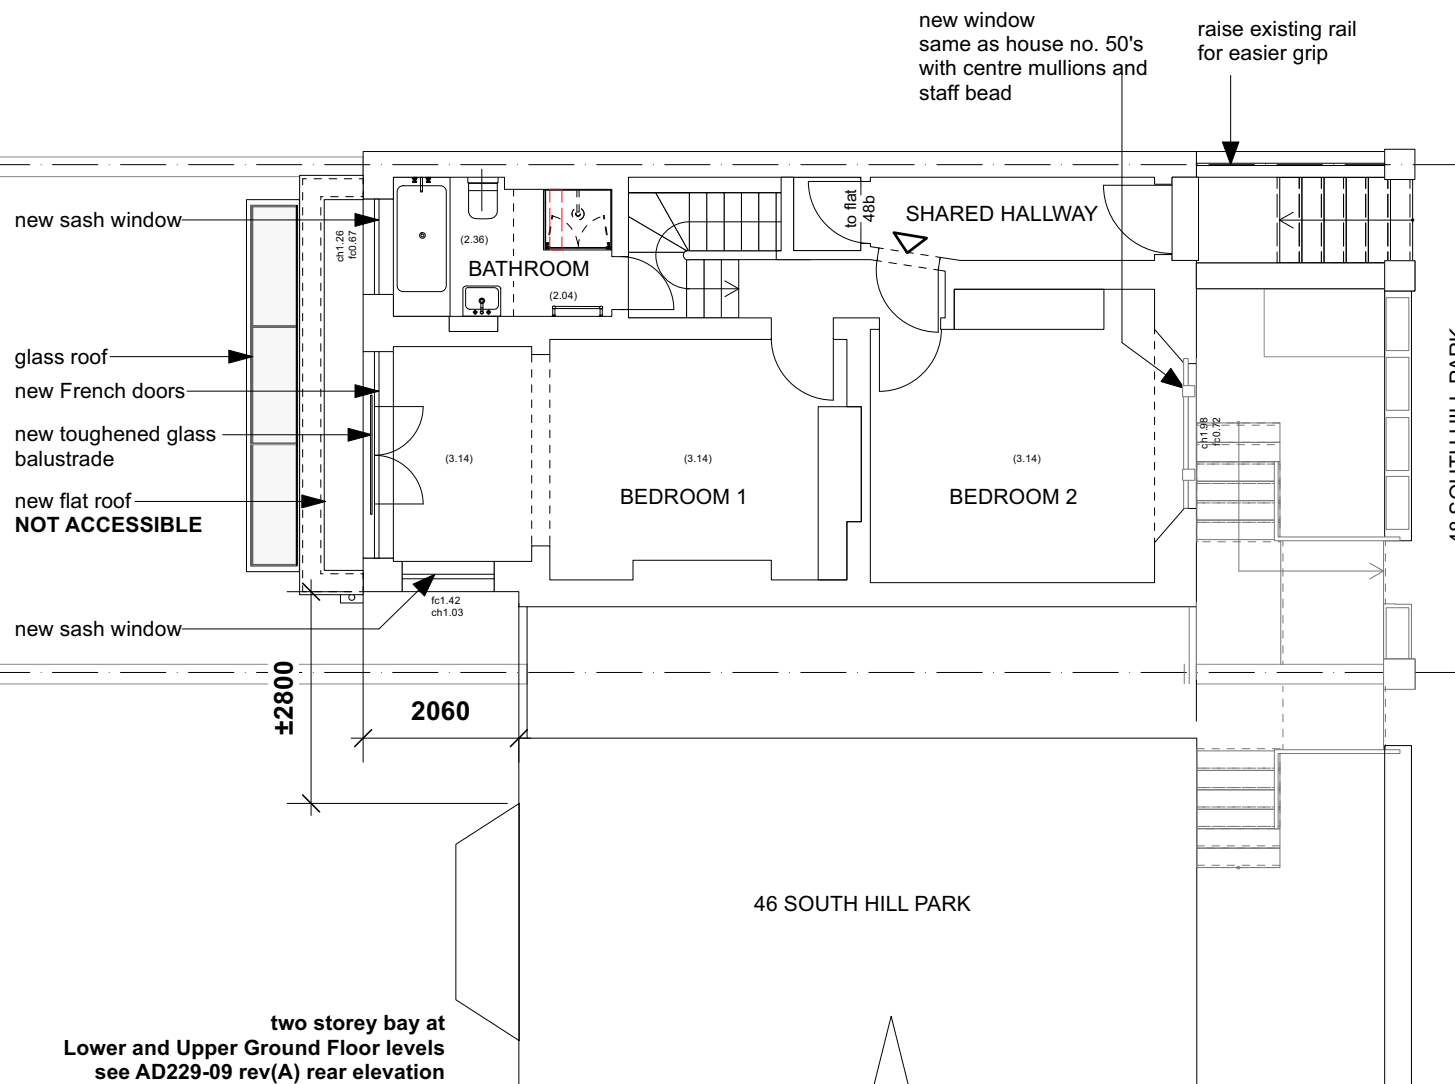 new window
same as house no. 50's
with centre mullions and
staff bead
raise existing rail
for easier grip
new sash window
ch1.26
fc0.67
(2.36)
BATHROOM
(2.04)
to flat
48b
SHARED HALLWAY
glass roof
new French doors
new toughened glass
balustrade
new flat roof
NOT ACCESSIBLE
(3.14)
(3.14)
BEDROOM 1
(3.14)
BEDROOM 2
ch1.98
fc0.72
48 SOUTH HILL PARK
fc1.42
ch1.03
new sash window
±2800
2060
46 SOUTH HILL PARK
two storey bay at
Lower and Upper Ground Floor levels
see AD229-09 rev(A) rear elevation